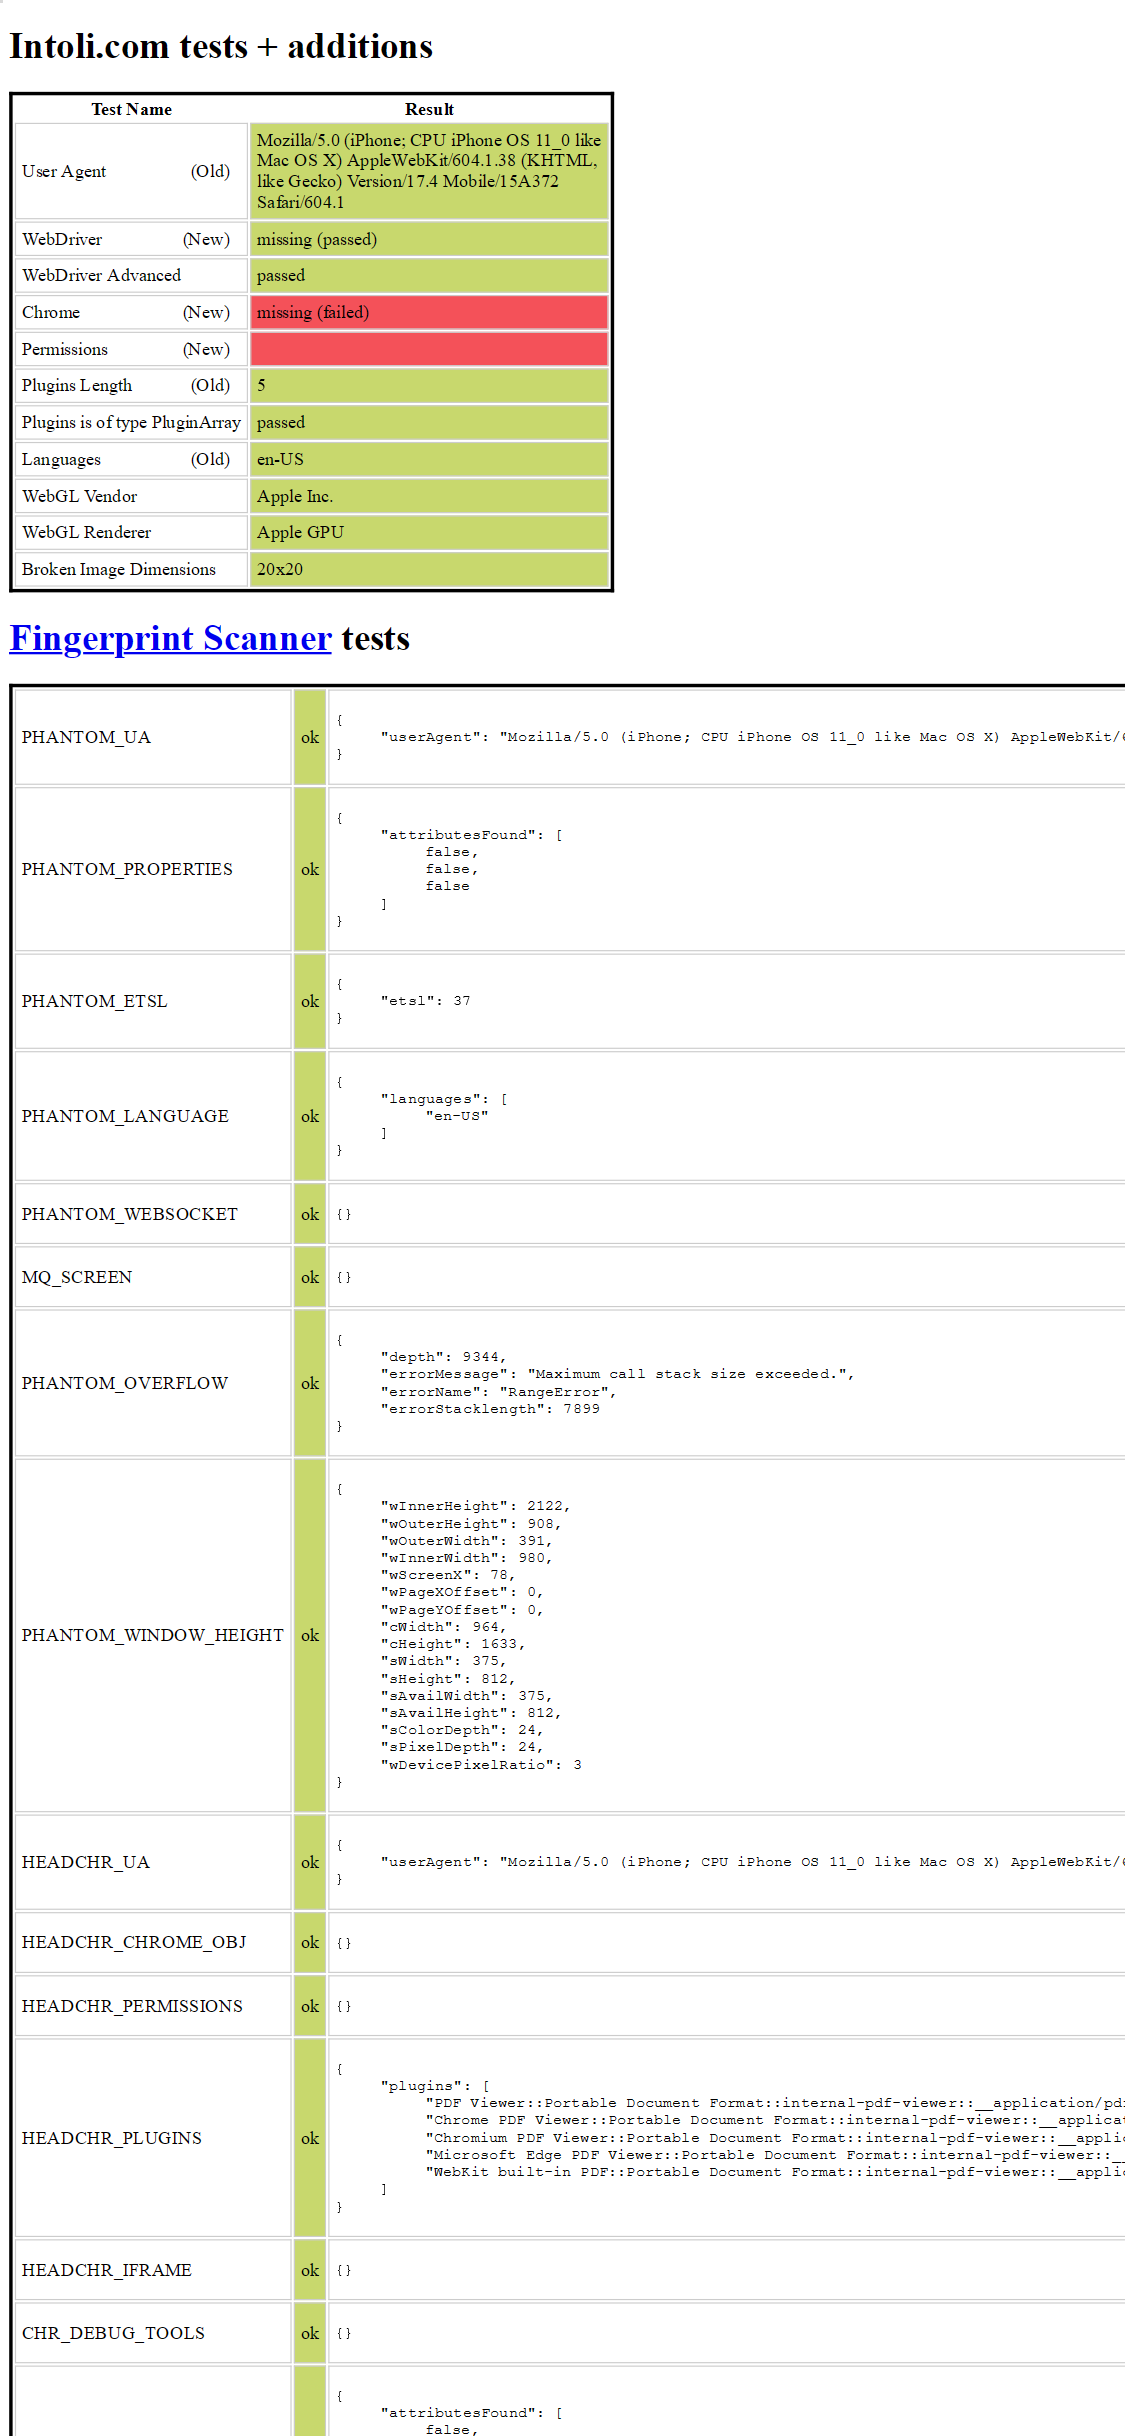 Intoli.com tests + additions
Test Name Result
User Agent (Old) Mozilla/5.0 (iPhone; CPU iPhone OS 11_0 like
Mac OS X) AppleWebKit/604.1.38 (KHTML,
like Gecko) Version/17.4 Mobile/15A372
Safari/604.1
WebDriver (New) missing (passed)
WebDriver Advanced passed
Chrome (New) missing (failed)
Permissions (New)
Plugins Length (Old) 5
Plugins is of type PluginArray passed
Languages (Old) en-US
WebGL Vendor Apple Inc.
WebGL Renderer Apple GPU
Broken Image Dimensions 20x20
Fingerprint Scanner tests
PHANTOM_UA ok {
"userAgent": "Mozilla/5.0 (iPhone; CPU iPhone OS 11_0 like Mac OS X) AppleWebKit/
}
PHANTOM_PROPERTIES ok {
"attributesFound": [
false,
false,
false
]
}
PHANTOM_ETSL ok {
"etsl": 37
}
PHANTOM_LANGUAGE ok {
"languages": [
"en-US"
]
}
PHANTOM_WEBSOCKET ok {}
MQ_SCREEN ok {}
PHANTOM_OVERFLOW ok {
"depth": 9344,
"errorMessage": "Maximum call stack size exceeded.",
"errorName": "RangeError",
"errorStacklength": 7899
}
PHANTOM_WINDOW_HEIGHT ok {
"wInnerHeight": 2122,
"wOuterHeight": 908,
"wOuterWidth": 391,
"wInnerWidth": 980,
"wScreenX": 78,
"wPageXOffset": 0,
"wPageYOffset": 0,
"cWidth": 964,
"cHeight": 1633,
"sWidth": 375,
"sHeight": 812,
"sAvailWidth": 375,
"sAvailHeight": 812,
"sColorDepth": 24,
"sPixelDepth": 24,
"wDevicePixelRatio": 3
}
HEADCHR_UA ok {
"userAgent": "Mozilla/5.0 (iPhone; CPU iPhone OS 11_0 like Mac OS X) AppleWebKit/
}
HEADCHR_CHROME_OBJ ok {}
HEADCHR_PERMISSIONS ok {}
HEADCHR_PLUGINS ok {
"plugins": [
"PDF Viewer::Portable Document Format::internal-pdf-viewer::__application/pd
"Chrome PDF Viewer::Portable Document Format::internal-pdf-viewer::__applica
"Chromium PDF Viewer::Portable Document Format::internal-pdf-viewer::__appli
"Microsoft Edge PDF Viewer::Portable Document Format::internal-pdf-viewer::__
"WebKit built-in PDF::Portable Document Format::internal-pdf-viewer::__appli
]
}
HEADCHR_IFRAME ok {}
CHR_DEBUG_TOOLS ok {}
{
"attributesFound": [
false,